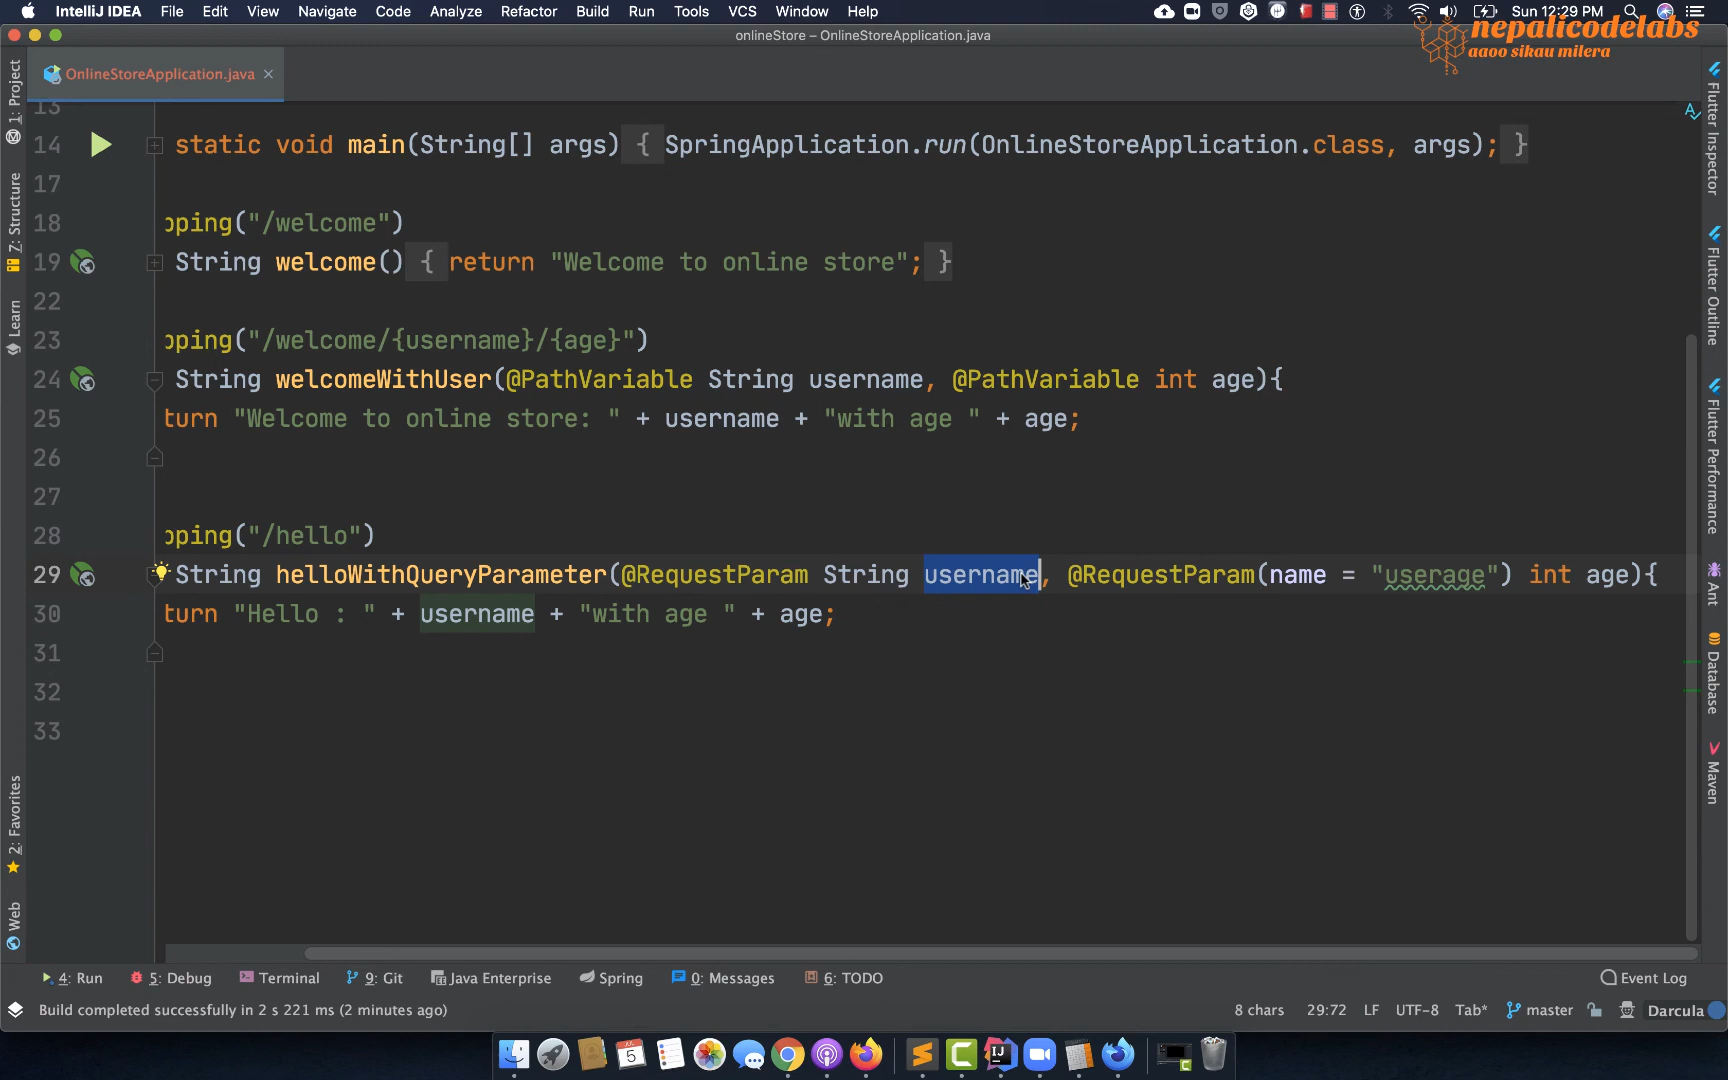 IntelliJ IDEA File Edit View Navigate Code Analyze Refactor Build Run Tools VCS Window Help
Sun 12:29 PM
onlineStore – OnlineStoreApplication.java
nepalicodelabs
aaoo sikau milera
OnlineStoreApplication.java
13
14 static void main(String[] args) { SpringApplication.run(OnlineStoreApplication.class, args); }
17
18 pping("/welcome")
19 String welcome() { return "Welcome to online store"; }
22
23 pping("/welcome/{username}/{age}")
24 String welcomeWithUser(@PathVariable String username, @PathVariable int age){
25 turn "Welcome to online store: " + username + "with age " + age;
26
27
28 pping("/hello")
29 String helloWithQueryParameter(@RequestParam String username, @RequestParam(name = "userage") int age){
30 turn "Hello : " + username + "with age " + age;
31
32
33
1: Project
7: Structure
Learn
2: Favorites
Web
Flutter Inspector
Flutter Outline
Flutter Performance
Ant
Database
Maven
4: Run 5: Debug Terminal 9: Git Java Enterprise Spring 0: Messages 6: TODO Event Log
Build completed successfully in 2 s 221 ms (2 minutes ago) 8 chars 29:72 LF UTF-8 Tab* master Darcula
5
IJ